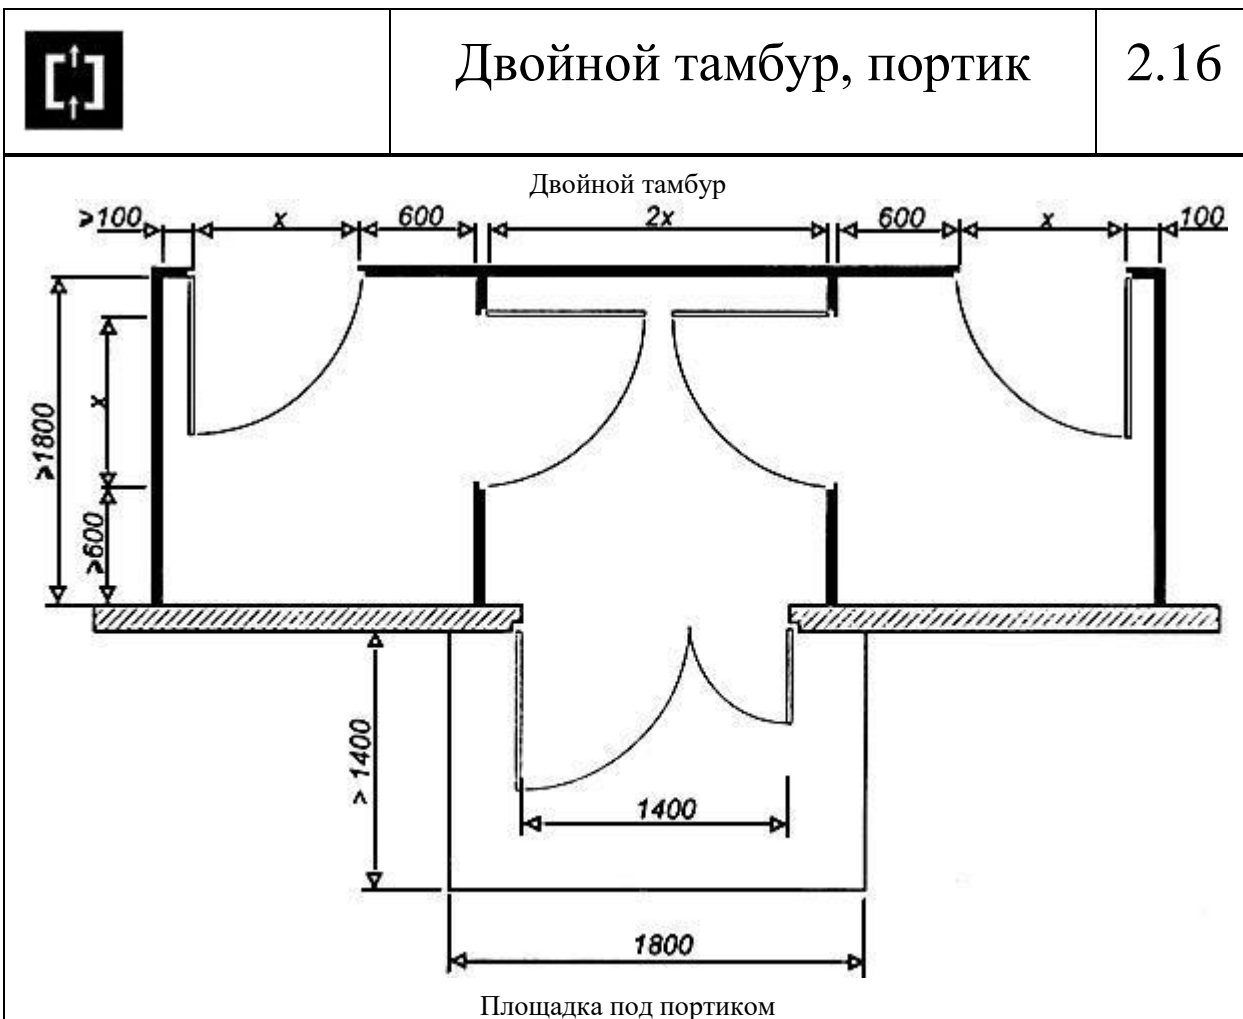 Двойной тамбур, портик
2.16
Двойной тамбур
≥100
x
600
2x
600
x
100
≥1800
x
≥600
> 1400
1400
1800
Площадка под портиком